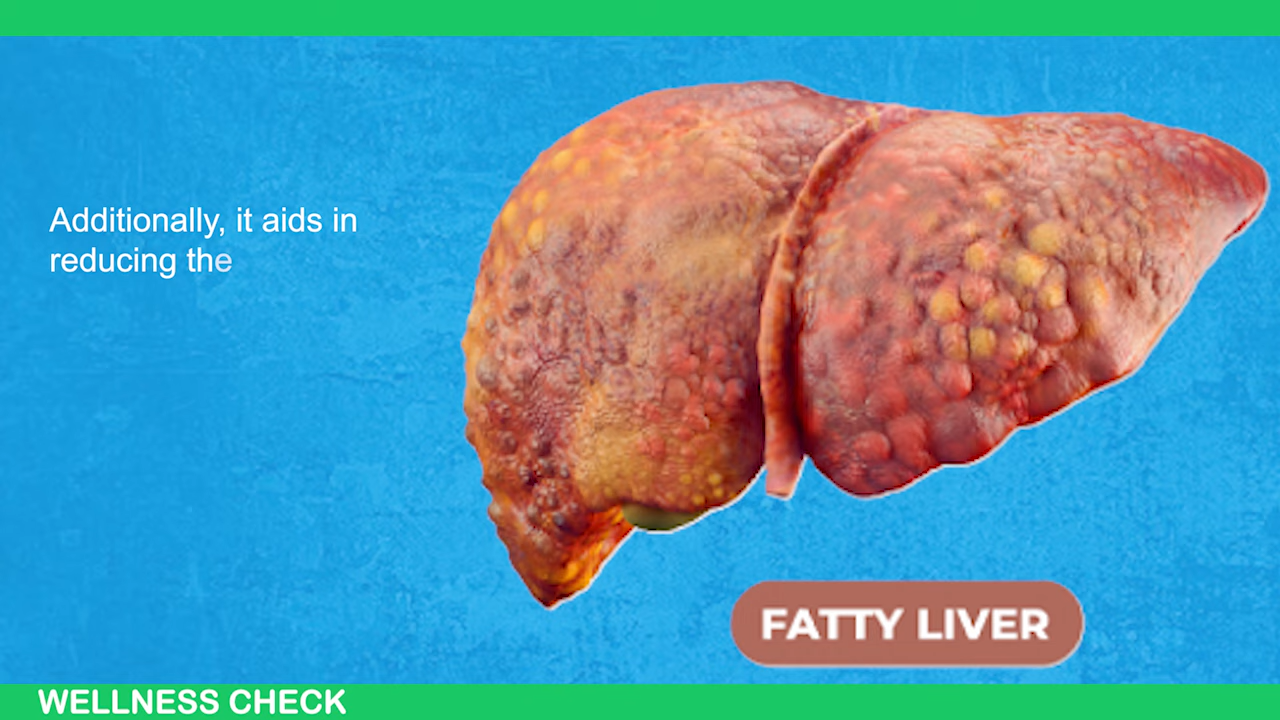 Additionally, it aids in
reducing the
FATTY LIVER
WELLNESS CHECK